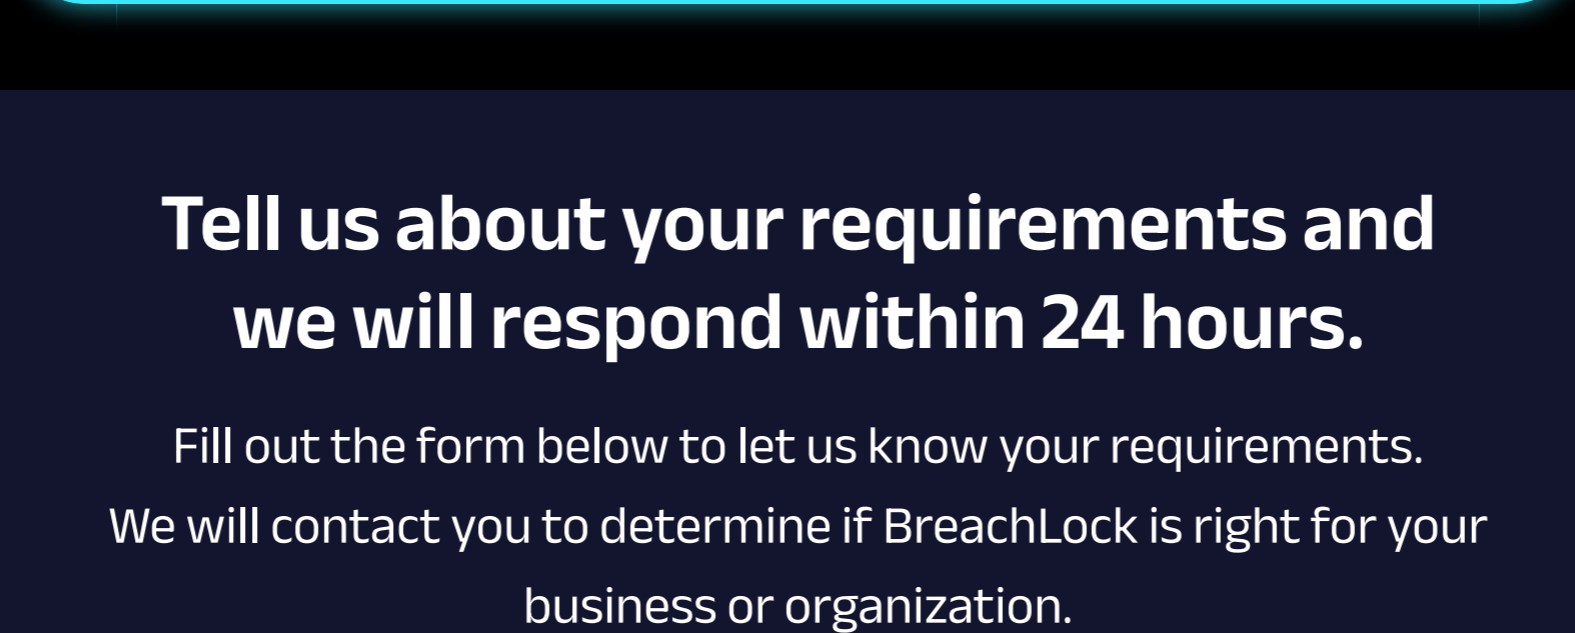 Tell us about your requirements and
we will respond within 24 hours.
Fill out the form below to let us know your requirements.
We will contact you to determine if BreachLock is right for your
business or organization.